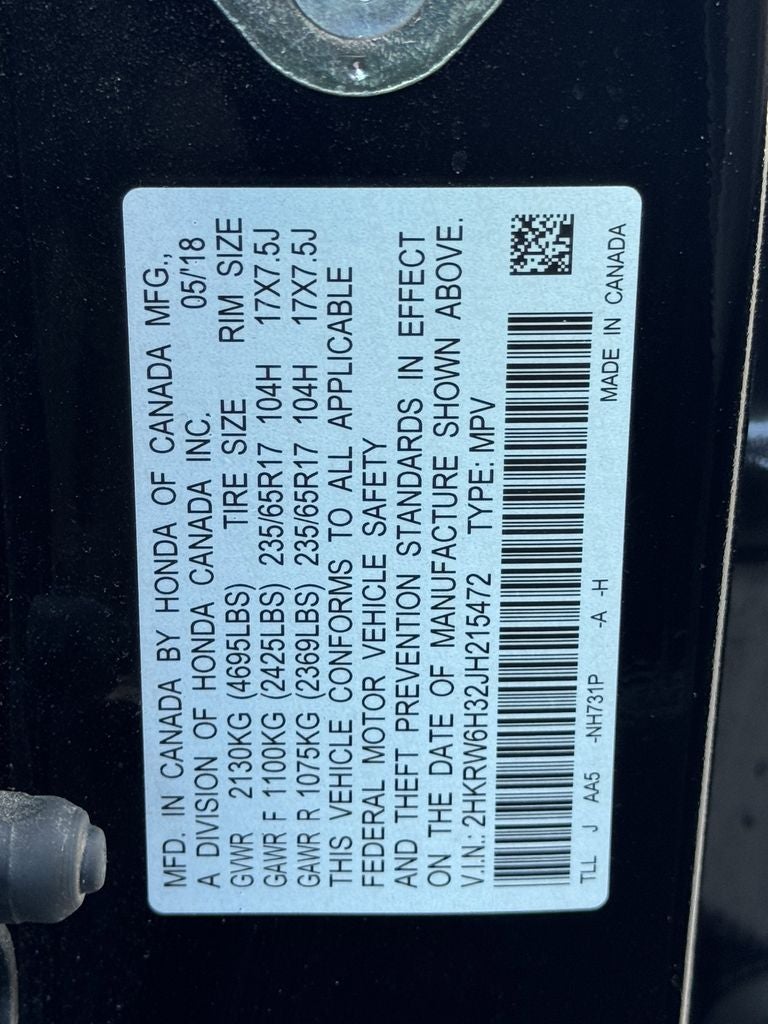 MFD. IN CANADA BY HONDA OF CANADA MFG.,
A DIVISION OF HONDA CANADA INC. 05/'18
GVWR 2130KG (4695LBS) TIRE SIZE RIM SIZE
GAWR F 1100KG (2425LBS) 235/65R17 104H 17X7.5J
GAWR R 1075KG (2369LBS) 235/65R17 104H 17X7.5J
THIS VEHICLE CONFORMS TO ALL APPLICABLE
FEDERAL MOTOR VEHICLE SAFETY
AND THEFT PREVENTION STANDARDS IN EFFECT
ON THE DATE OF MANUFACTURE SHOWN ABOVE.
V.I.N.: 2HKRW6H32JH215472 TYPE: MPV
TLL J AA5 -NH731P -A -H MADE IN CANADA